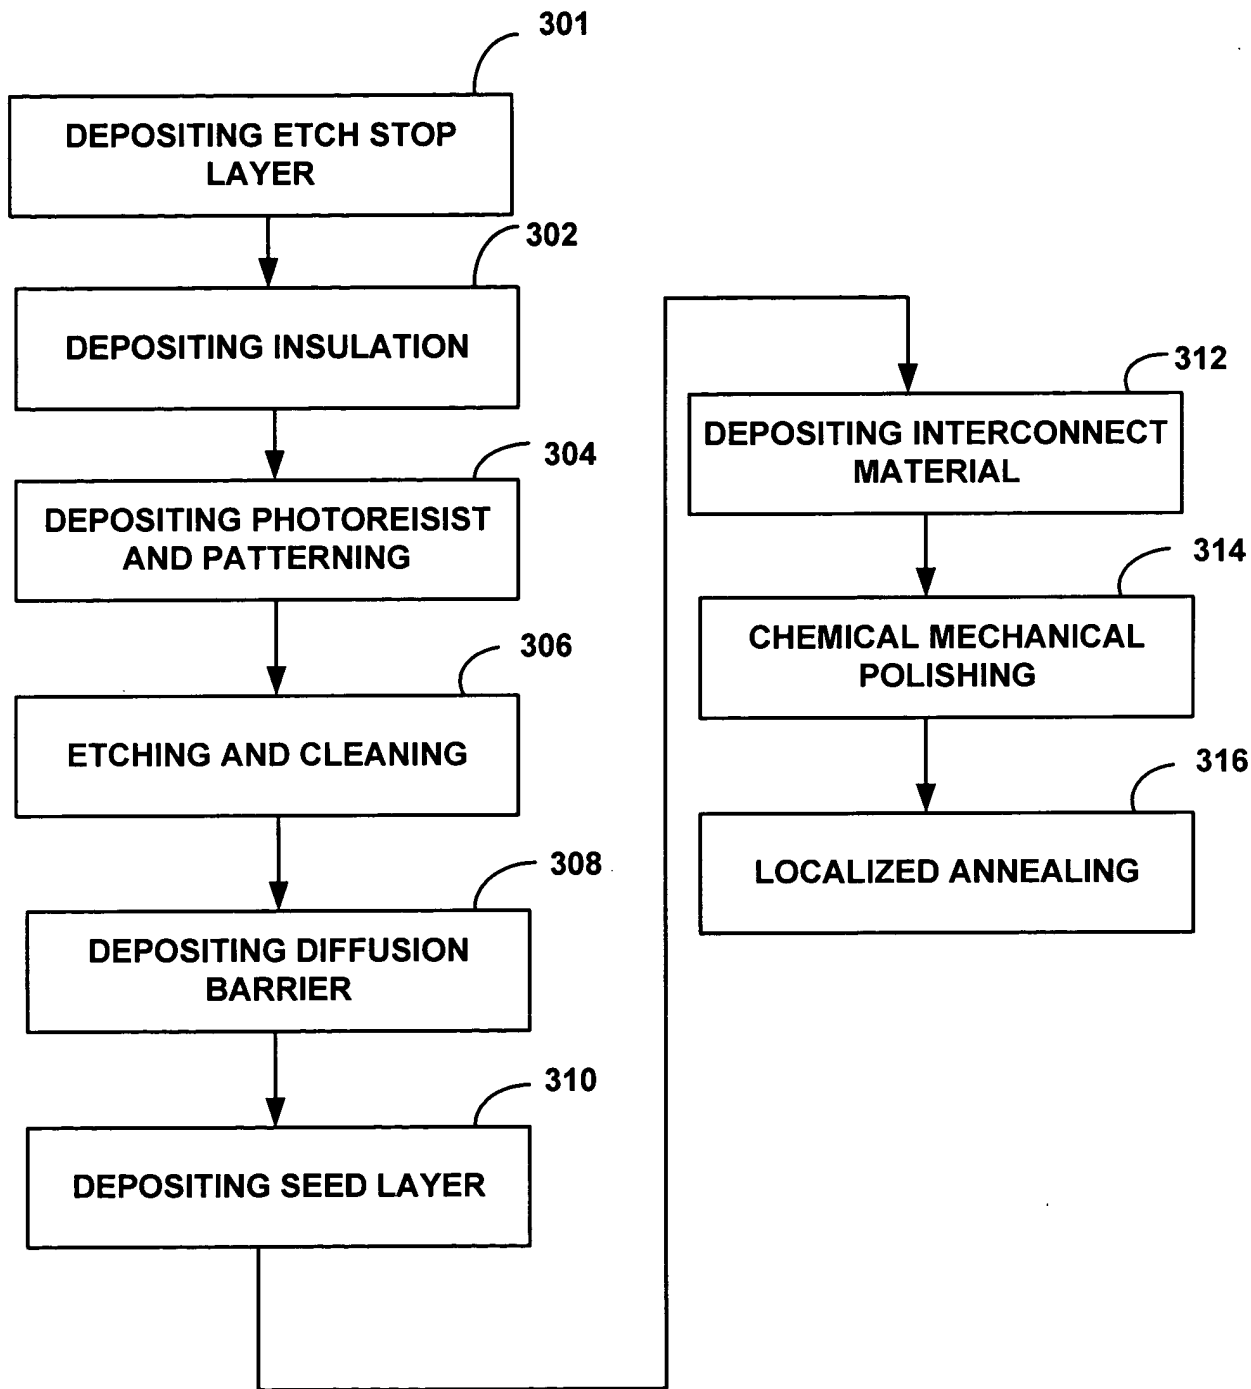 301
DEPOSITING ETCH STOP
LAYER
302
DEPOSITING INSULATION
304
DEPOSITING PHOTOREISIST
AND PATTERNING
306
ETCHING AND CLEANING
308
DEPOSITING DIFFUSION
BARRIER
310
DEPOSITING SEED LAYER
312
DEPOSITING INTERCONNECT
MATERIAL
314
CHEMICAL MECHANICAL
POLISHING
316
LOCALIZED ANNEALING